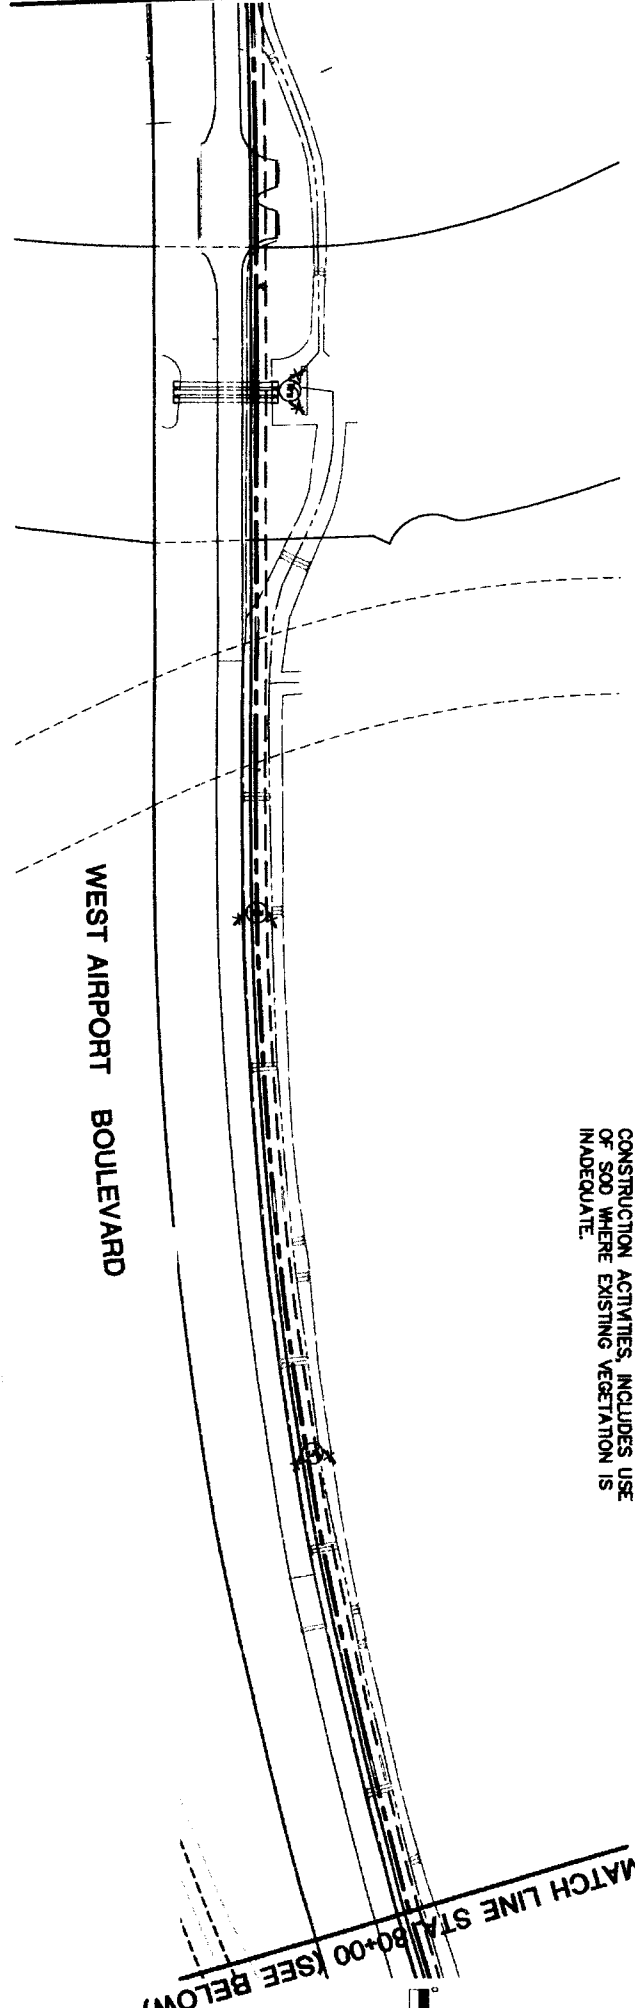 WEST AIRPORT BOULEVARD
CONSTRUCTION ACTIVITIES, INCLUDES USE
OF SOD WHERE EXISTING VEGETATION IS
INADEQUATE.
MATCH LINE STA. 80+00 (SEE BELOW)